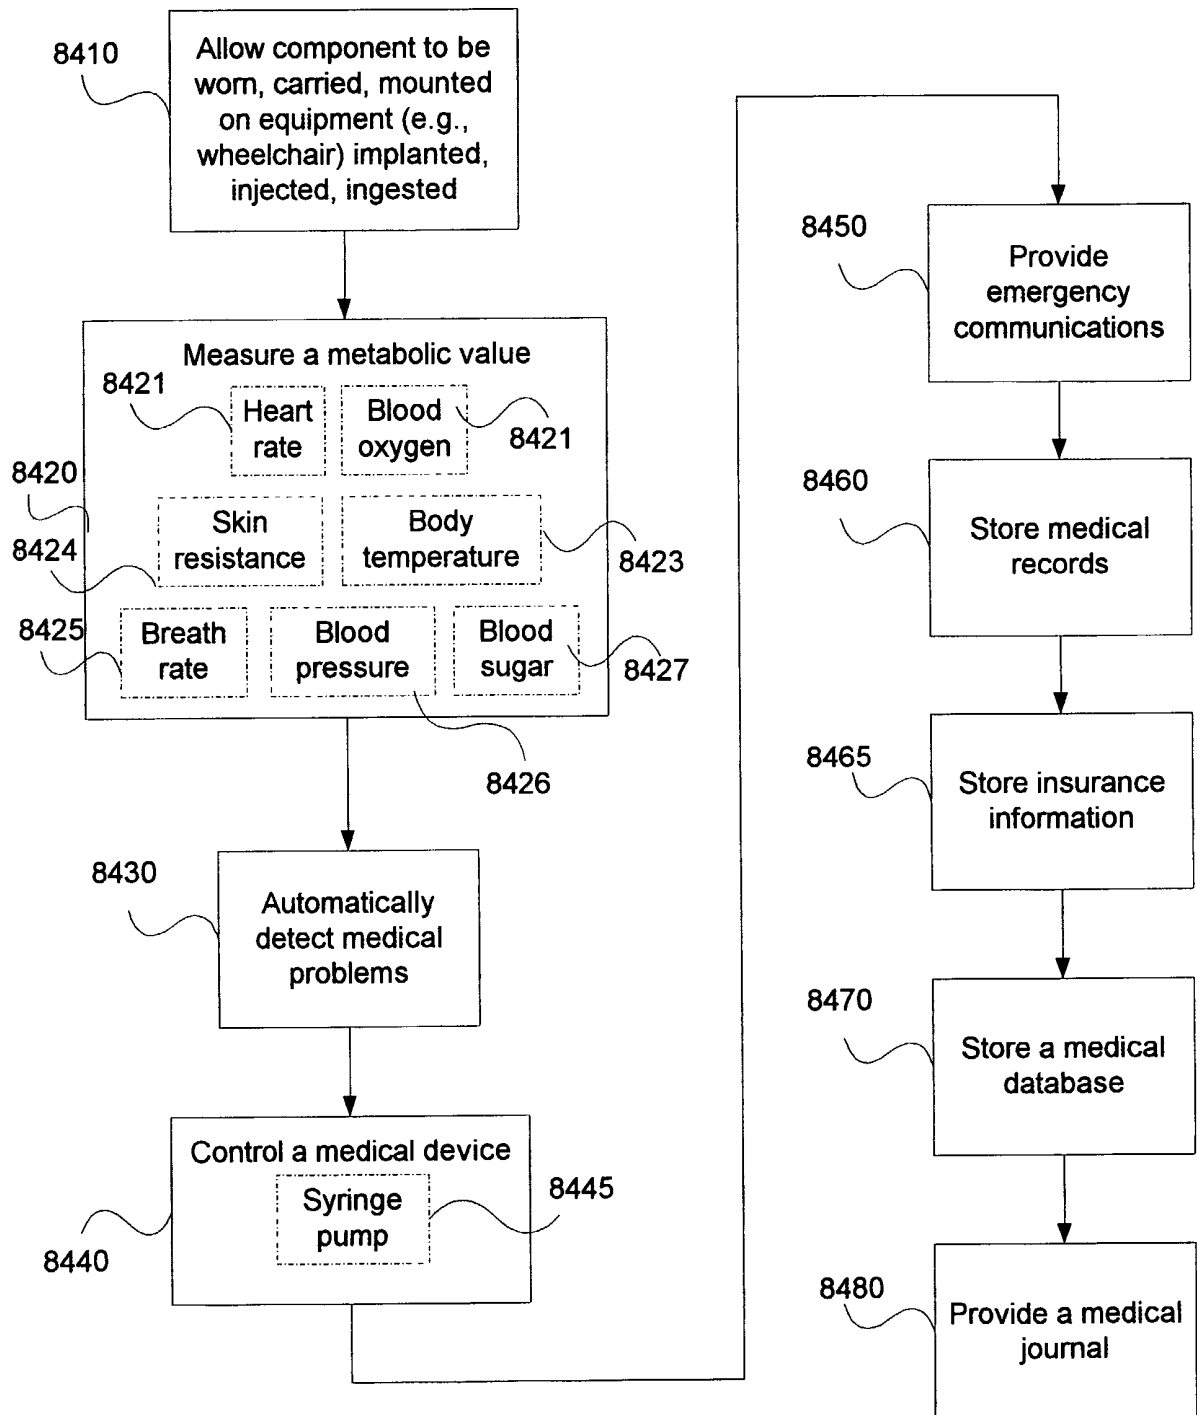 8410
Allow component to be
worn, carried, mounted
on equipment (e.g.,
wheelchair) implanted,
injected, ingested
8420
Measure a metabolic value
8421
Heart
rate
Blood
oxygen
8421
8424
Skin
resistance
Body
temperature
8423
8425
Breath
rate
Blood
pressure
8426
Blood
sugar
8427
8430
Automatically
detect medical
problems
8440
Control a medical device
Syringe
pump
8445
8450
Provide
emergency
communications
8460
Store medical
records
8465
Store insurance
information
8470
Store a medical
database
8480
Provide a medical
journal